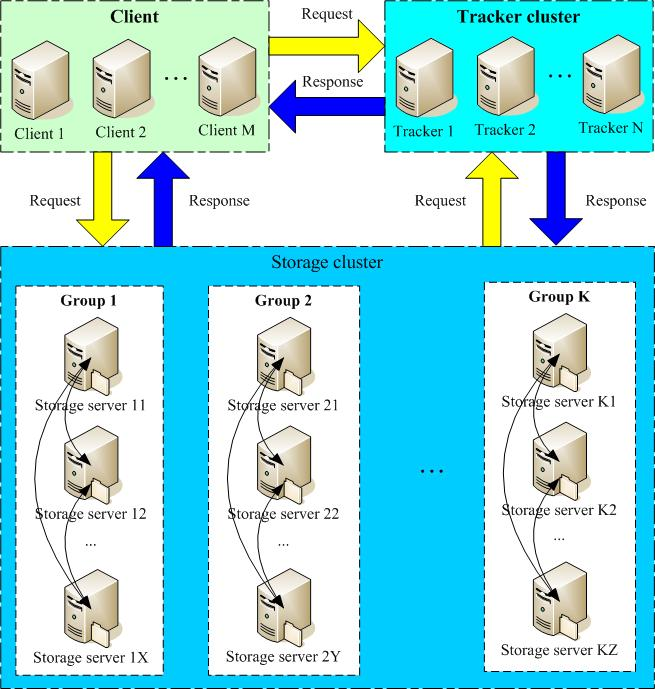 Client
Request
Tracker cluster
Client 1
Client 2
...
Client M
Response
Tracker 1
Tracker 2
...
Tracker N
Request
Response
Request
Response
Storage cluster
Group 1
Group 2
Group K
Storage server 11
Storage server 21
Storage server K1
...
Storage server 12
Storage server 22
Storage server K2
...
...
...
Storage server 1X
Storage server 2Y
Storage server KZ